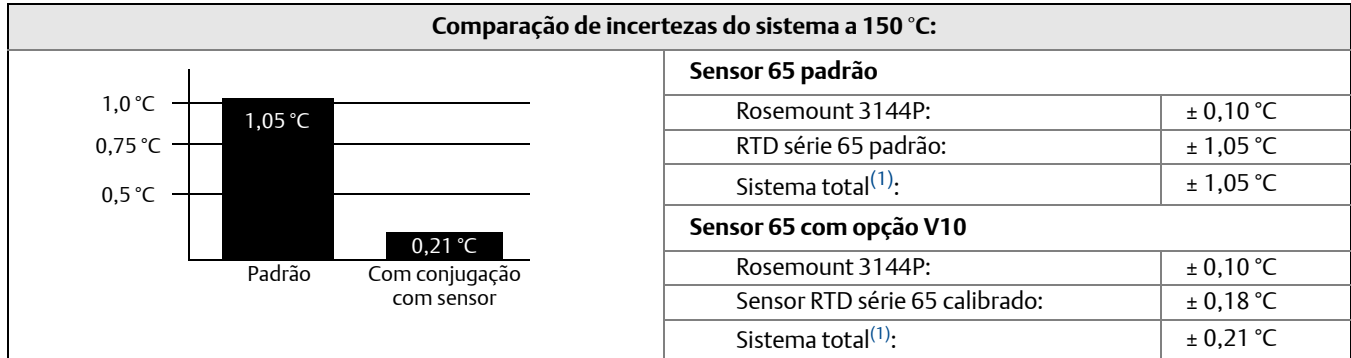 Comparação de incertezas do sistema a 150 °C:
1,0 °C
0,75 °C
0,5 °C
1,05 °C
0,21 °C
Padrão
Com conjugação
com sensor
Sensor 65 padrão
Rosemount 3144P: ± 0,10 °C
RTD série 65 padrão: ± 1,05 °C
Sistema total(1): ± 1,05 °C
Sensor 65 com opção V10
Rosemount 3144P: ± 0,10 °C
Sensor RTD série 65 calibrado: ± 0,18 °C
Sistema total(1): ± 0,21 °C